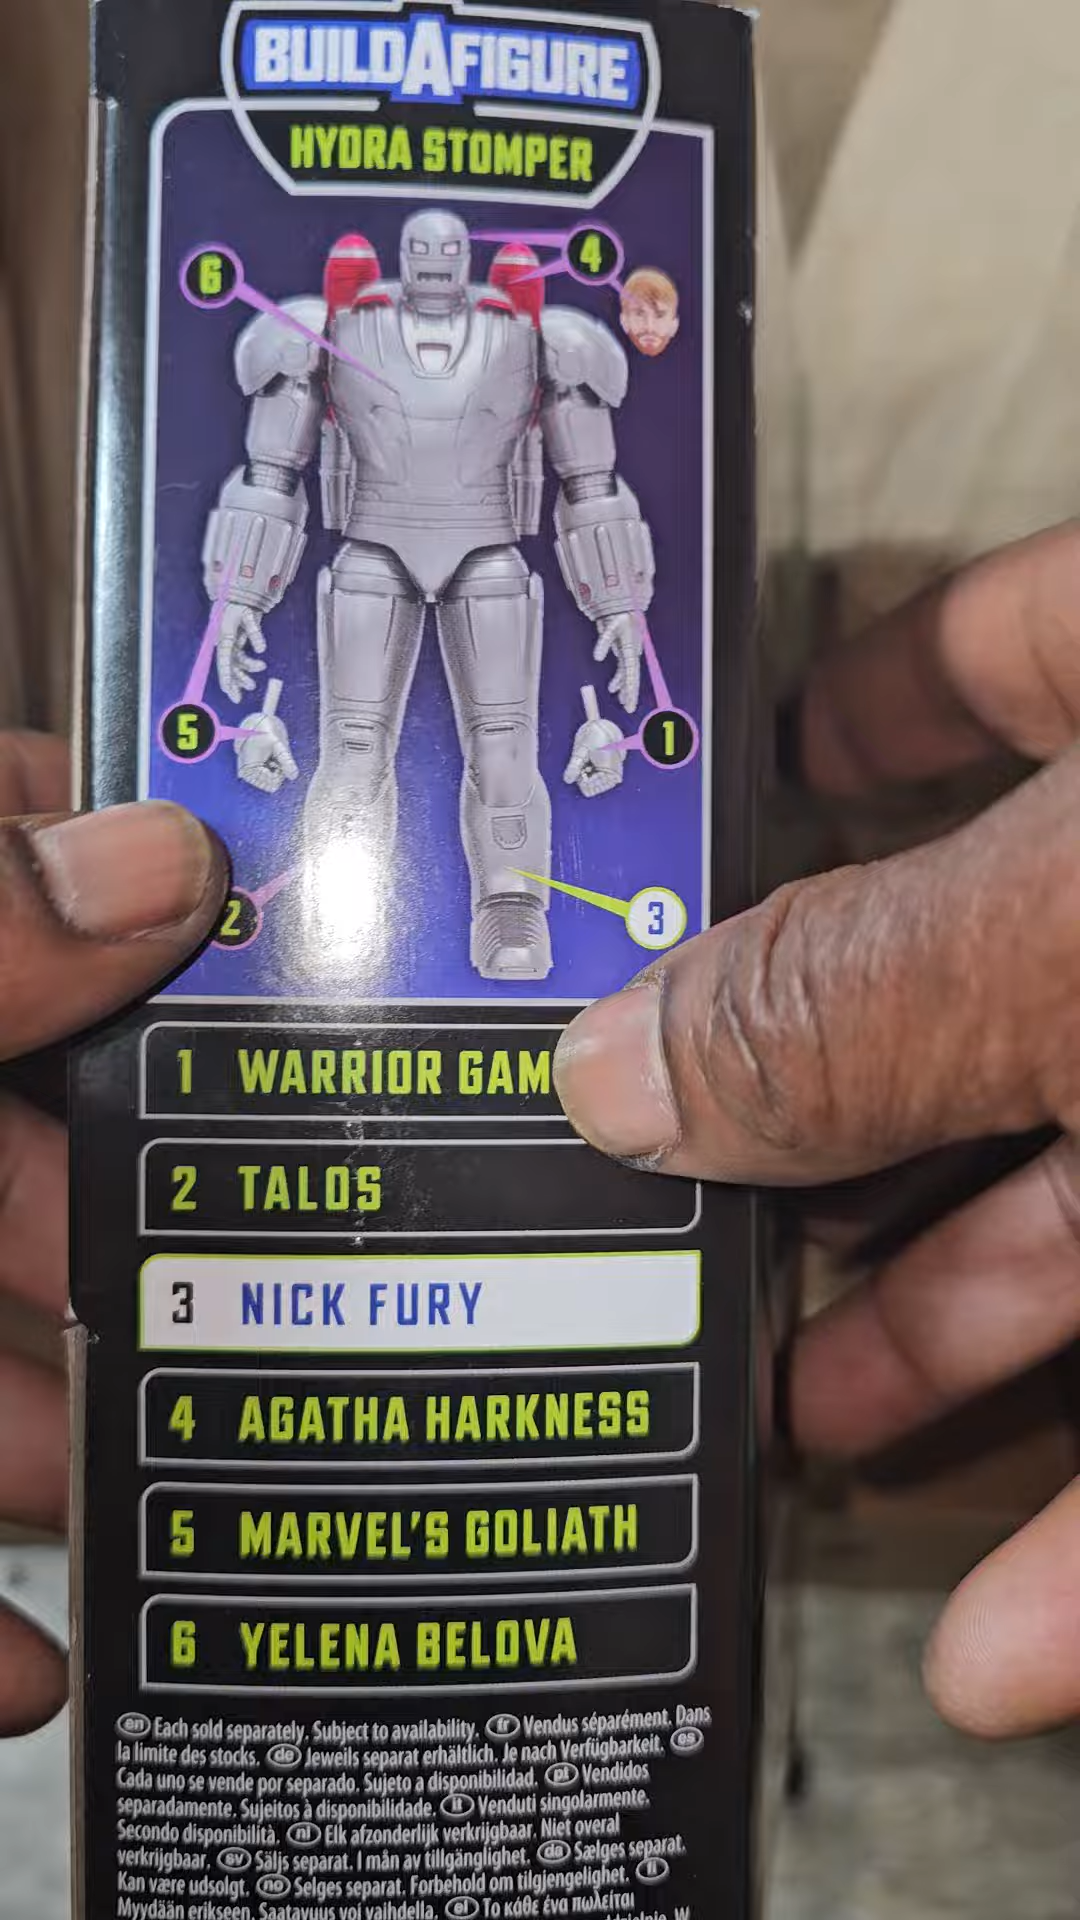 BUILDAFIGURE
HYDRA STOMPER
6
4
5
1
2
3
1 WARRIOR GAM
2 TALOS
3 NICK FURY
4 AGATHA HARKNESS
5 MARVEL'S GOLIATH
6 YELENA BELOVA
en Each sold separately. Subject to availability. fr Vendus séparément. Dans
la limite des stocks. de Jeweils separat erhältlich. Je nach Verfügbarkeit. es
Cada uno se vende por separado. Sujeto a disponibilidad. pt Vendidos
separadamente. Sujeitos à disponibilidade. it Venduti singolarmente.
Secondo disponibilità. nl Elk afzonderlijk verkrijgbaar. Niet overal
verkrijgbaar. sv Säljs separat. I mån av tillgänglighet. da Sælges separat.
Kan være udsolgt. no Selges separat. Forbehold om tilgjengelighet. fi
Myydään erikseen. Saatavuus voi vaihdella. el Το κάθε ένα πωλείται